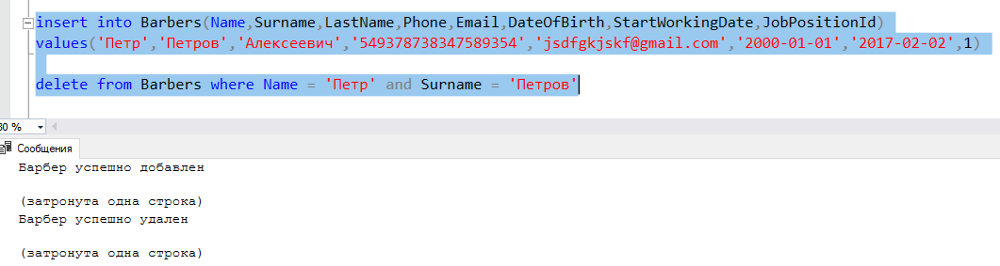 insert into Barbers(Name,Surname,LastName,Phone,Email,DateOfBirth,StartWorkingDate,JobPositionId)
values('Петр','Петров','Алексеевич','549378738347589354','jsdfgkjskf@gmail.com','2000-01-01','2017-02-02',1)
delete from Barbers where Name = 'Петр' and Surname = 'Петров'
80 %
Сообщения
Барбер успешно добавлен
(затронута одна строка)
Барбер успешно удален
(затронута одна строка)